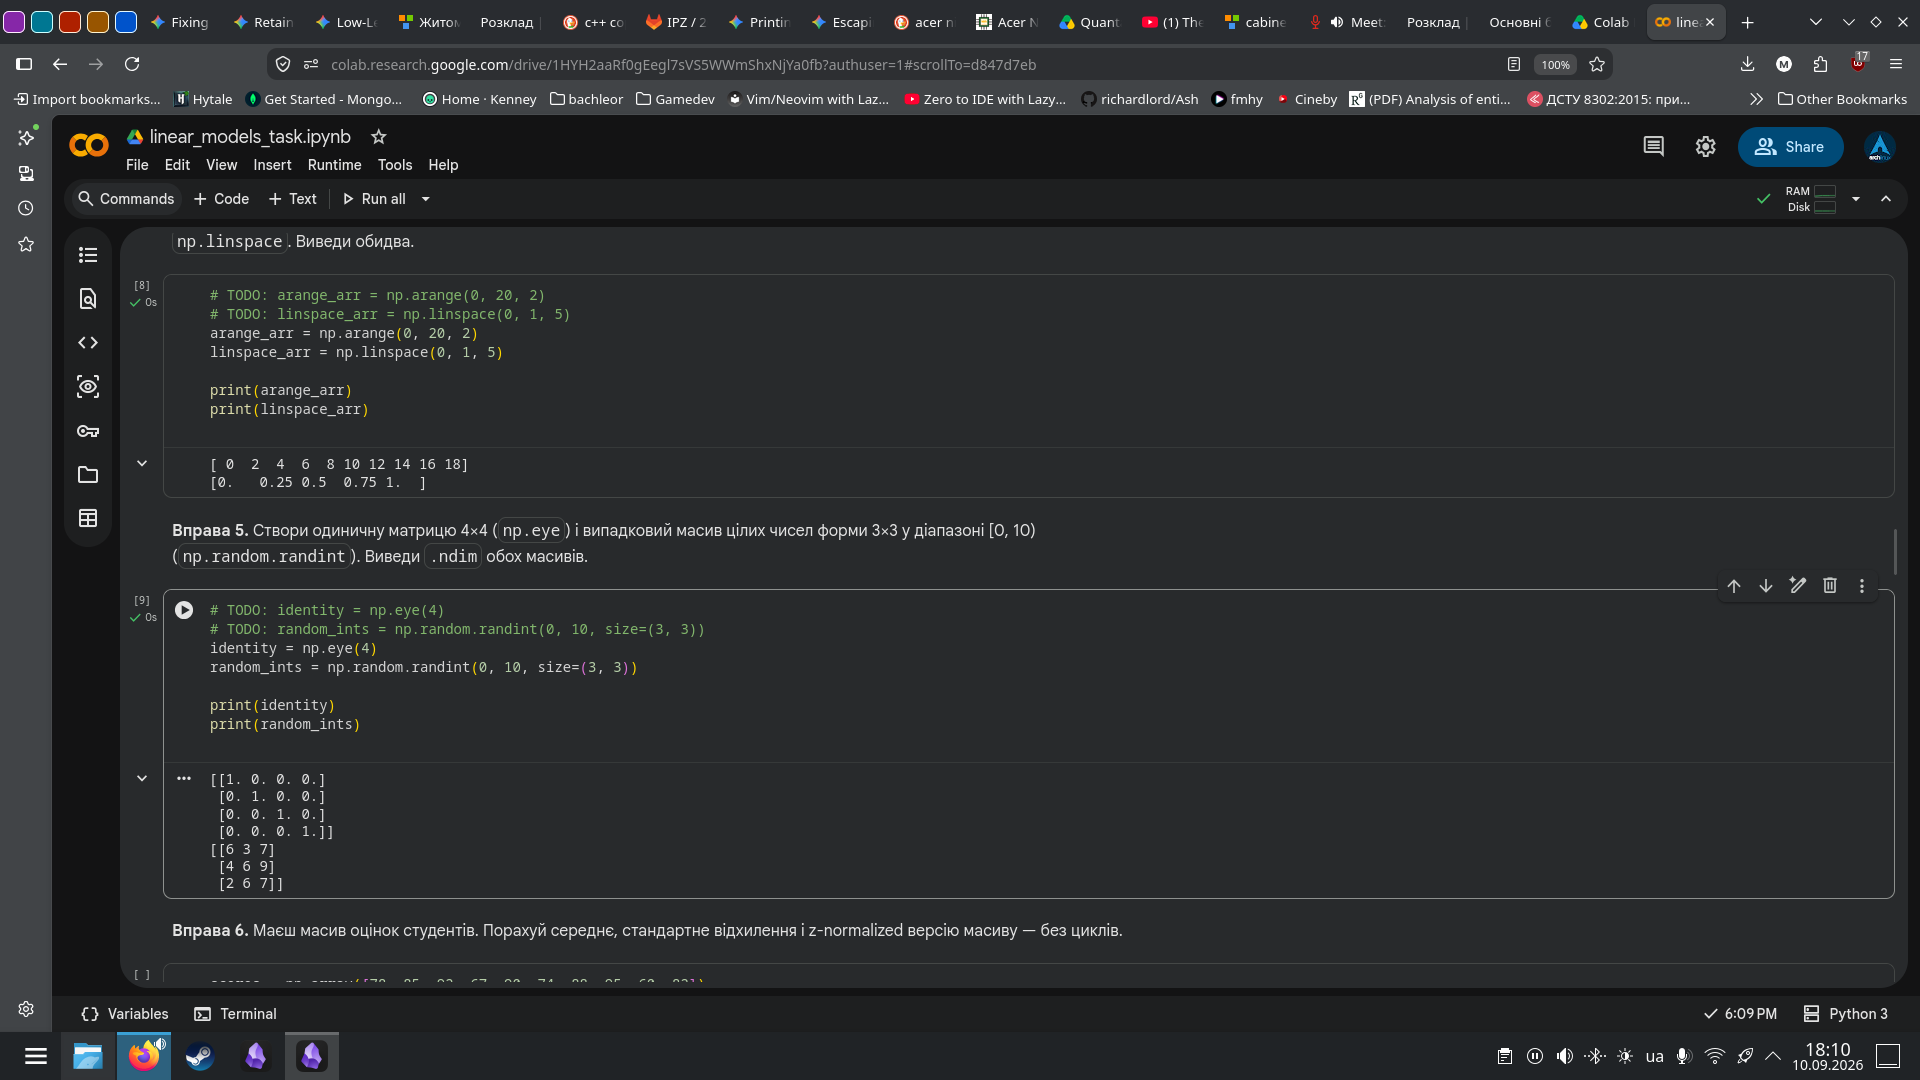 Fixing
Retain
Low-Le
Житом
Розклад
c++ co
IPZ / 2
Printin
Escapi
acer n
Acer N
Quant
(1) The
cabine
Meet
Розклад
Основні б
Colab
linea
colab.research.google.com/drive/1HYH2aaRf0gEegl7sVS5WWmShxNjYa0fb?authuser=1#scrollTo=d847d7eb
100%
17
M
Import bookmarks...
Hytale
Get Started - Mongo...
Home · Kenney
bachleor
Gamedev
Vim/Neovim with Laz...
Zero to IDE with Lazy...
richardlord/Ash
fmhy
Cineby
(PDF) Analysis of enti...
ДСТУ 8302:2015: при...
Other Bookmarks
linear_models_task.ipynb
File Edit View Insert Runtime Tools Help
Share
Commands + Code + Text Run all
RAM
Disk
np.linspace. Виведи обидва.
[8]
0s
# TODO: arange_arr = np.arange(0, 20, 2)
# TODO: linspace_arr = np.linspace(0, 1, 5)
arange_arr = np.arange(0, 20, 2)
linspace_arr = np.linspace(0, 1, 5)
print(arange_arr)
print(linspace_arr)
[ 0  2  4  6  8 10 12 14 16 18]
[0.   0.25 0.5  0.75 1.  ]
Вправа 5. Створи одиничну матрицю 4×4 (np.eye) і випадковий масив цілих чисел форми 3×3 у діапазоні [0, 10)
(np.random.randint). Виведи .ndim обох масивів.
[9]
0s
# TODO: identity = np.eye(4)
# TODO: random_ints = np.random.randint(0, 10, size=(3, 3))
identity = np.eye(4)
random_ints = np.random.randint(0, 10, size=(3, 3))
print(identity)
print(random_ints)
[[1. 0. 0. 0.]
[0. 1. 0. 0.]
[0. 0. 1. 0.]
[0. 0. 0. 1.]]
[[6 3 7]
[4 6 9]
[2 6 7]]
Вправа 6. Маєш масив оцінок студентів. Порахуй середнє, стандартне відхилення і z-normalized версію масиву — без циклів.
[ ]
Variables
Terminal
6:09 PM
Python 3
ua
18:10
10.09.2026